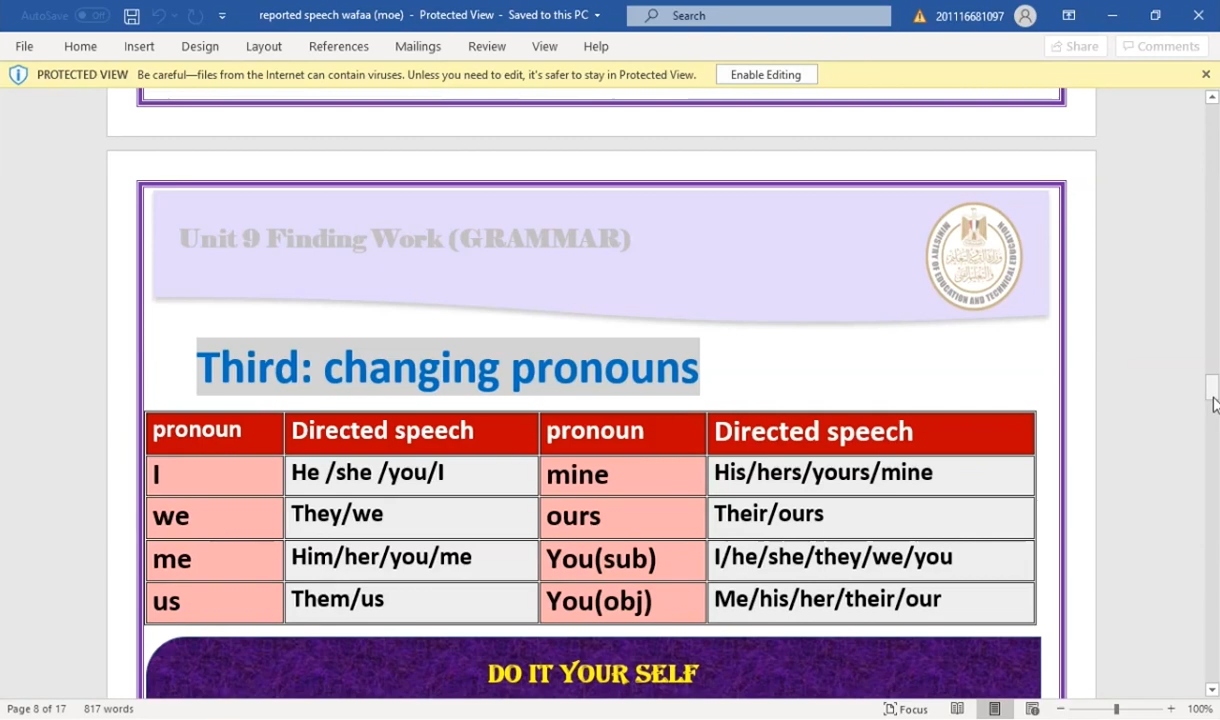 AutoSave Off reported speech wafaa (moe) - Protected View - Saved to this PC Search 201116681097
File Home Insert Design Layout References Mailings Review View Help Share Comments
PROTECTED VIEW Be careful—files from the Internet can contain viruses. Unless you need to edit, it's safer to stay in Protected View. Enable Editing
Unit 9 Finding Work (GRAMMAR)
MINISTRY OF EDUCATION AND TECHNICAL
Third: changing pronouns
pronoun Directed speech pronoun Directed speech
I He /she /you/I mine His/hers/yours/mine
we They/we ours Their/ours
me Him/her/you/me You(sub) I/he/she/they/we/you
us Them/us You(obj) Me/his/her/their/our
DO IT YOUR SELF
Page 8 of 17 817 words Focus 100%